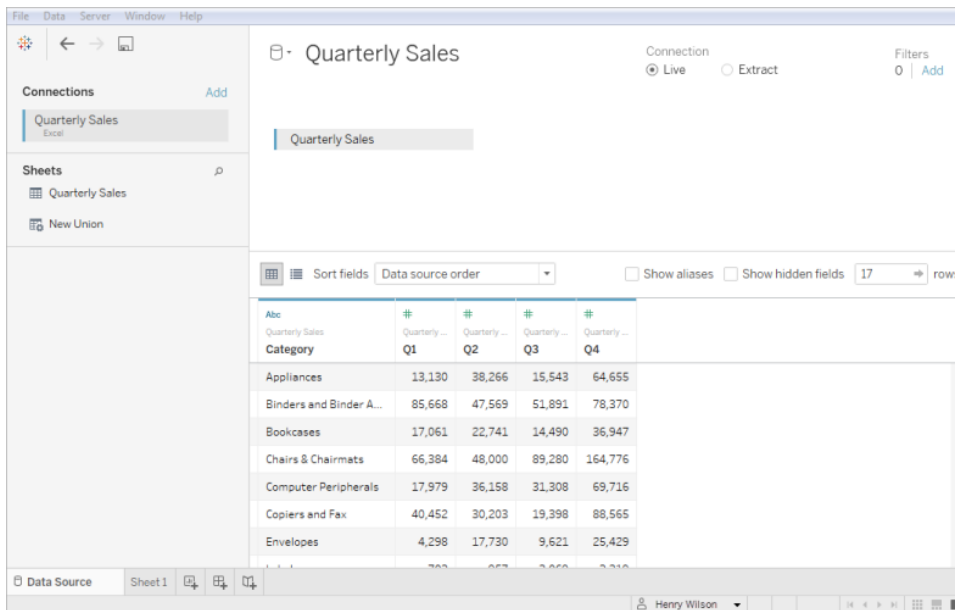 File Data Server Window Help
Quarterly Sales
Connection
Live Extract
Filters
0 Add
Connections Add
Quarterly Sales
Excel
Quarterly Sales
Sheets
Quarterly Sales
New Union
Sort fields Data source order Show aliases Show hidden fields 17 rows
Abc # # # #
Quarterly Sales Quarterly ... Quarterly ... Quarterly ... Quarterly ...
Category Q1 Q2 Q3 Q4
Appliances 13,130 38,266 15,543 64,655
Binders and Binder A... 85,668 47,569 51,891 78,370
Bookcases 17,061 22,741 14,490 36,947
Chairs & Chairmats 66,384 48,000 89,280 164,776
Computer Peripherals 17,979 36,158 31,308 69,716
Copiers and Fax 40,452 30,203 19,398 88,565
Envelopes 4,298 17,730 9,621 25,429
Data Source Sheet 1
Henry Wilson